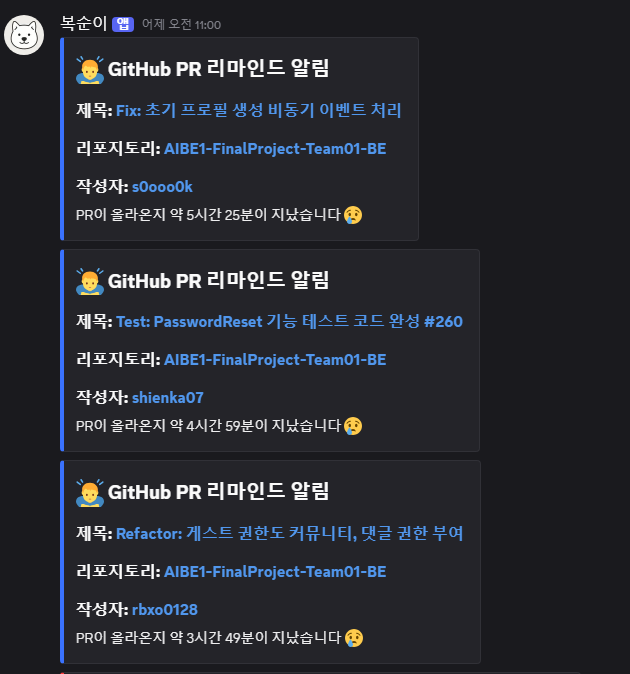 복순이 앱 어제 오전 11:00
GitHub PR 리마인드 알림
제목: Fix: 초기 프로필 생성 비동기 이벤트 처리
리포지토리: AIBE1-FinalProject-Team01-BE
작성자: s0ooo0k
PR이 올라온지 약 5시간 25분이 지났습니다
GitHub PR 리마인드 알림
제목: Test: PasswordReset 기능 테스트 코드 완성 #260
리포지토리: AIBE1-FinalProject-Team01-BE
작성자: shienka07
PR이 올라온지 약 4시간 59분이 지났습니다
GitHub PR 리마인드 알림
제목: Refactor: 게스트 권한도 커뮤니티, 댓글 권한 부여
리포지토리: AIBE1-FinalProject-Team01-BE
작성자: rbxo0128
PR이 올라온지 약 3시간 49분이 지났습니다